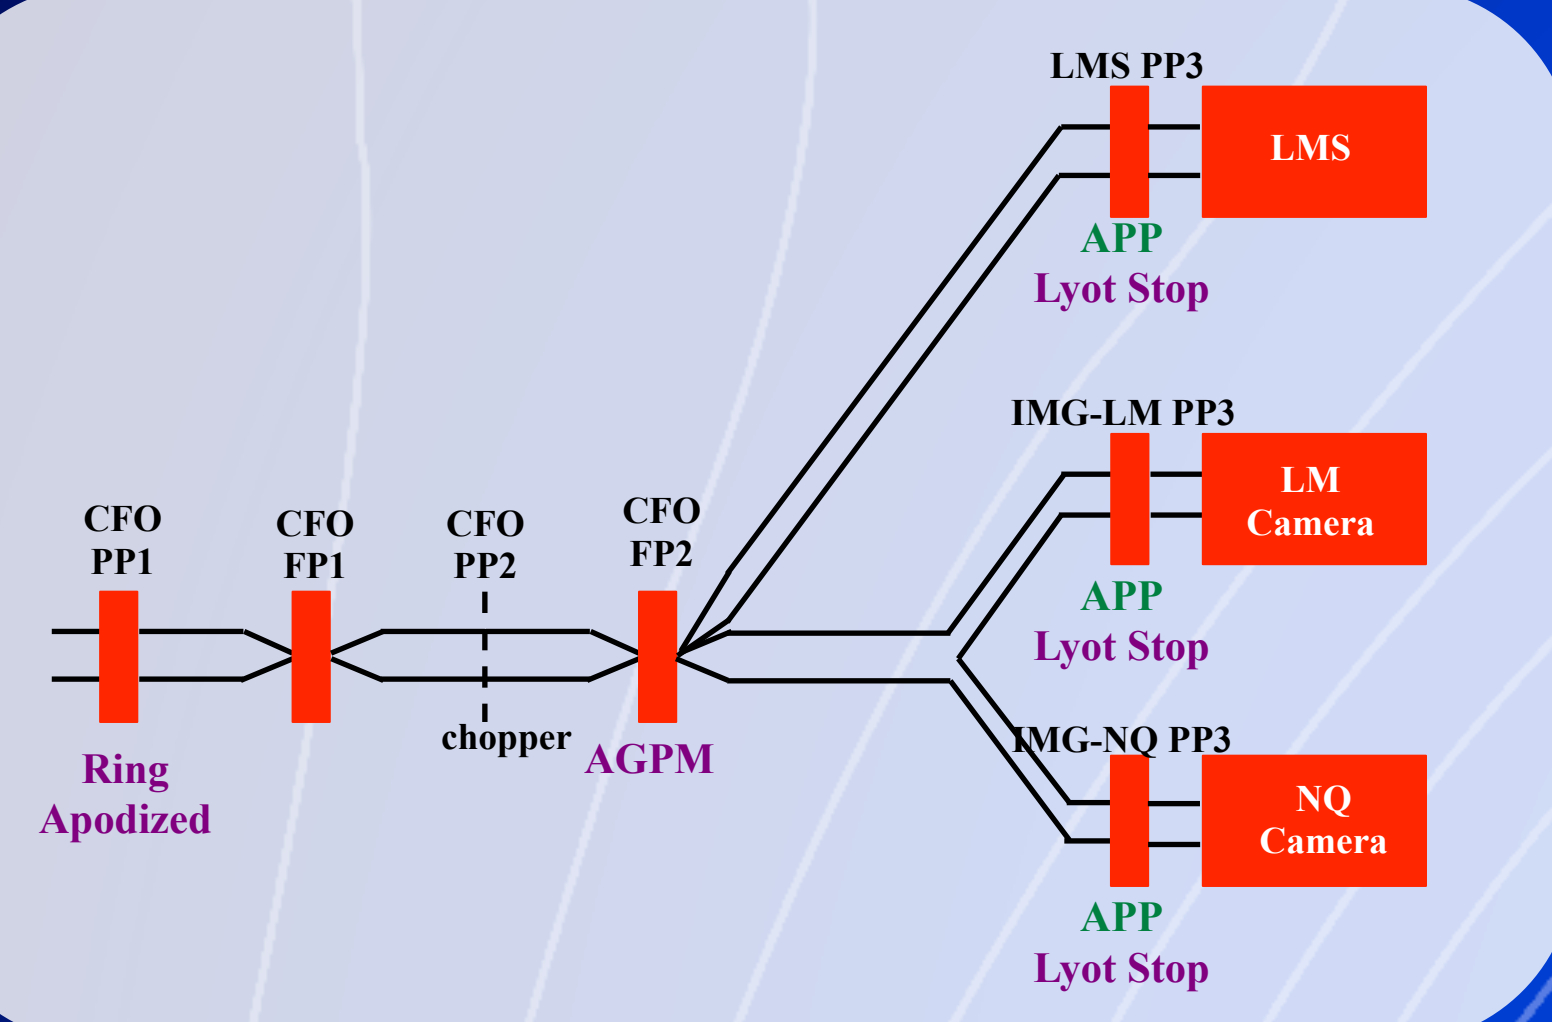 LMS PP3
LMS
APP
Lyot Stop
IMG-LM PP3
LM
Camera
APP
Lyot Stop
CFO
PP1
CFO
FP1
CFO
PP2
CFO
FP2
chopper
AGPM
Ring
Apodized
IMG-NQ PP3
NQ
Camera
APP
Lyot Stop